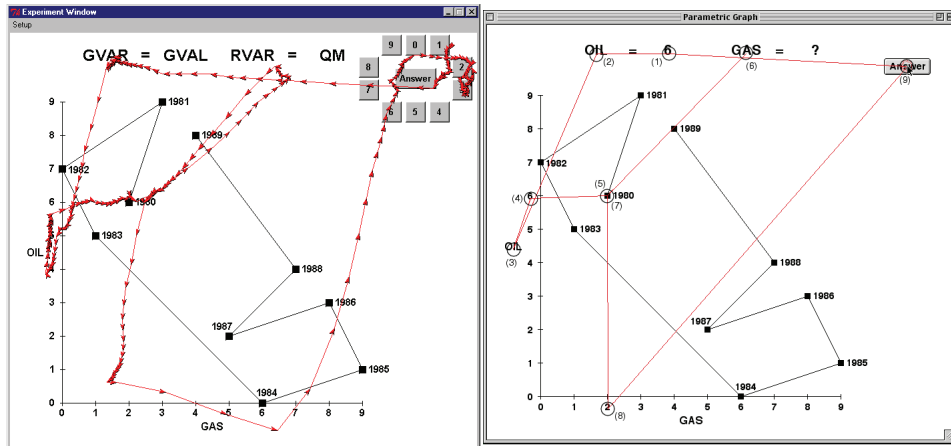 Experiment Window
Setup
GVAR = GVAL RVAR = QM
9 0 1
8 2
Answer
7
6 5 4
9
1981
8
1989
7
1982
6
1980
1983
OIL
4
1988
3
1986
2
1987
1
1985
1984
0
0 1 2 3 4 5 6 7 8 9
GAS
Parametric Graph
OIL = 6 GAS = ?
(2) (1) (6)
Answer
(9)
9
1981
8
1989
7
1982
6
(4)
(5)
1980
(7)
5
1983
OIL
(3)
4
1988
3
1986
2
1987
1
1985
1984
0
0 1 2 3 4 5 6 7 8 9
(8)
GAS